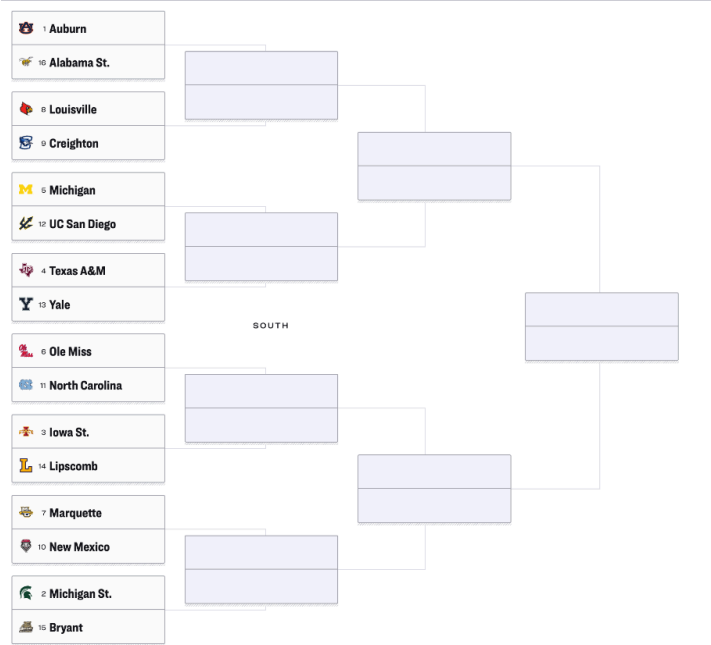 1 Auburn
16 Alabama St.
8 Louisville
9 Creighton
5 Michigan
12 UC San Diego
4 Texas A&M
13 Yale
SOUTH
6 Ole Miss
11 North Carolina
3 Iowa St.
14 Lipscomb
7 Marquette
10 New Mexico
2 Michigan St.
15 Bryant